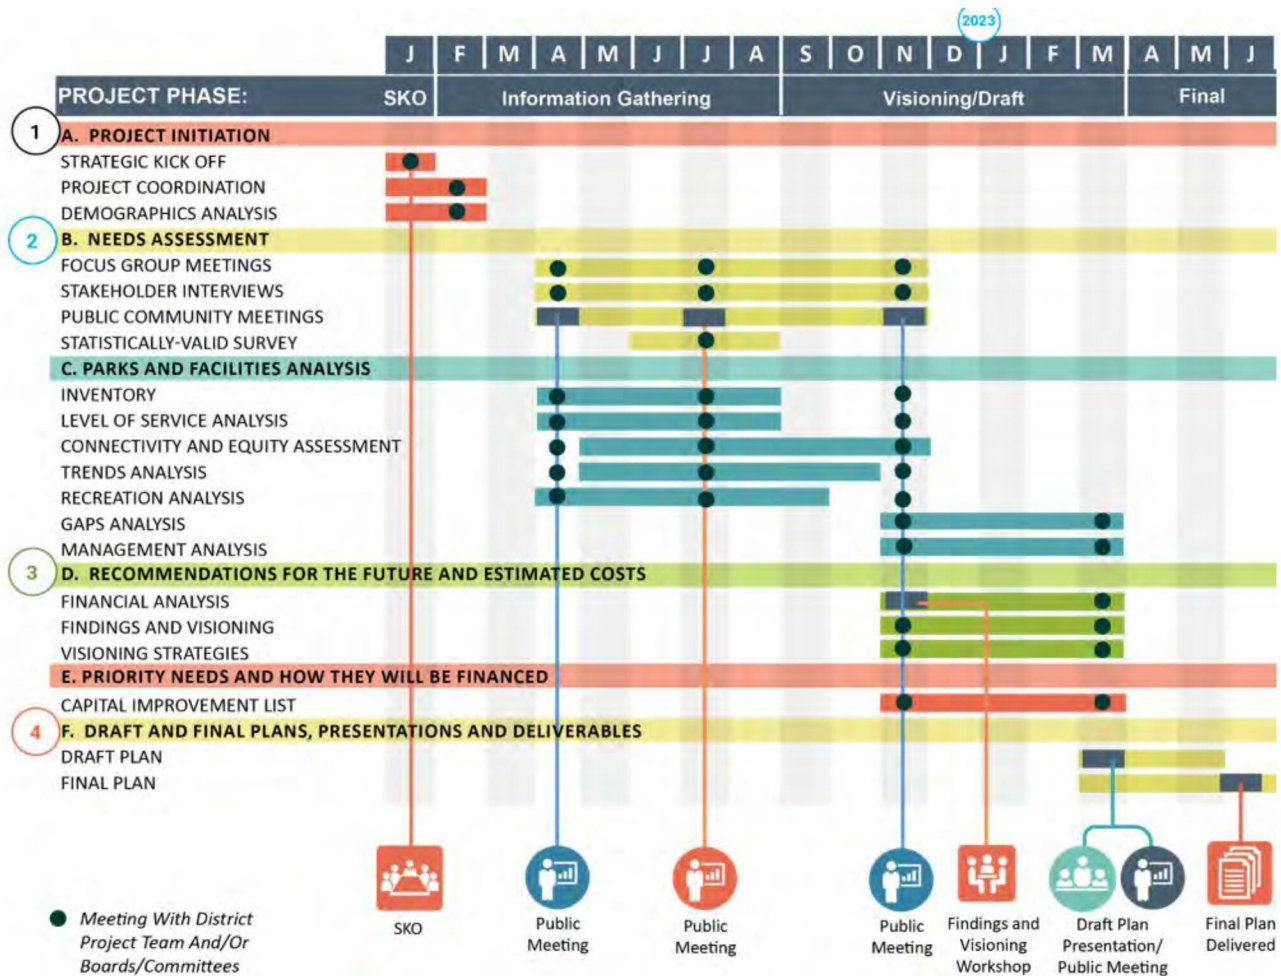 2023
J F M A M J J A S O N D J F M A M J
PROJECT PHASE: SKO Information Gathering Visioning/Draft Final
1 A. PROJECT INITIATION
STRATEGIC KICK OFF
PROJECT COORDINATION
DEMOGRAPHICS ANALYSIS
2 B. NEEDS ASSESSMENT
FOCUS GROUP MEETINGS
STAKEHOLDER INTERVIEWS
PUBLIC COMMUNITY MEETINGS
STATISTICALLY-VALID SURVEY
C. PARKS AND FACILITIES ANALYSIS
INVENTORY
LEVEL OF SERVICE ANALYSIS
CONNECTIVITY AND EQUITY ASSESSMENT
TRENDS ANALYSIS
RECREATION ANALYSIS
GAPS ANALYSIS
MANAGEMENT ANALYSIS
3 D. RECOMMENDATIONS FOR THE FUTURE AND ESTIMATED COSTS
FINANCIAL ANALYSIS
FINDINGS AND VISIONING
VISIONING STRATEGIES
E. PRIORITY NEEDS AND HOW THEY WILL BE FINANCED
CAPITAL IMPROVEMENT LIST
4 F. DRAFT AND FINAL PLANS, PRESENTATIONS AND DELIVERABLES
DRAFT PLAN
FINAL PLAN
Meeting With District
Project Team And/Or
Boards/Committees
SKO
Public
Meeting
Public
Meeting
Public
Meeting
Findings and
Visioning
Workshop
Draft Plan
Presentation/
Public Meeting
Final Plan
Delivered